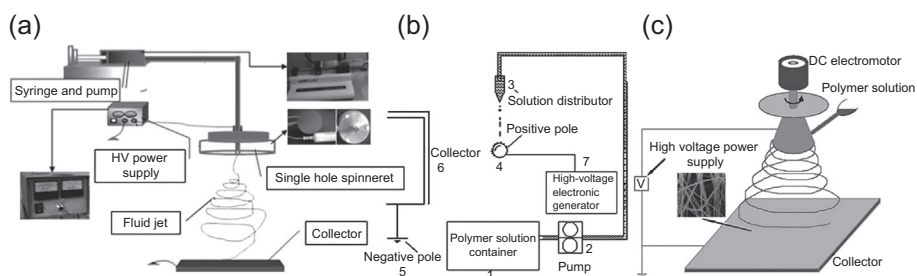 (a)
Syringe and pump
HV power
supply
Single hole spinneret
Fluid jet
Collector
(b)
3
Solution distributor
Positive pole
4
7
High-voltage
electronic
generator
Collector
6
Polymer solution
container
1
2
Pump
Negative pole
5
(c)
DC electromotor
Polymer solution
High voltage power
supply
V
Collector